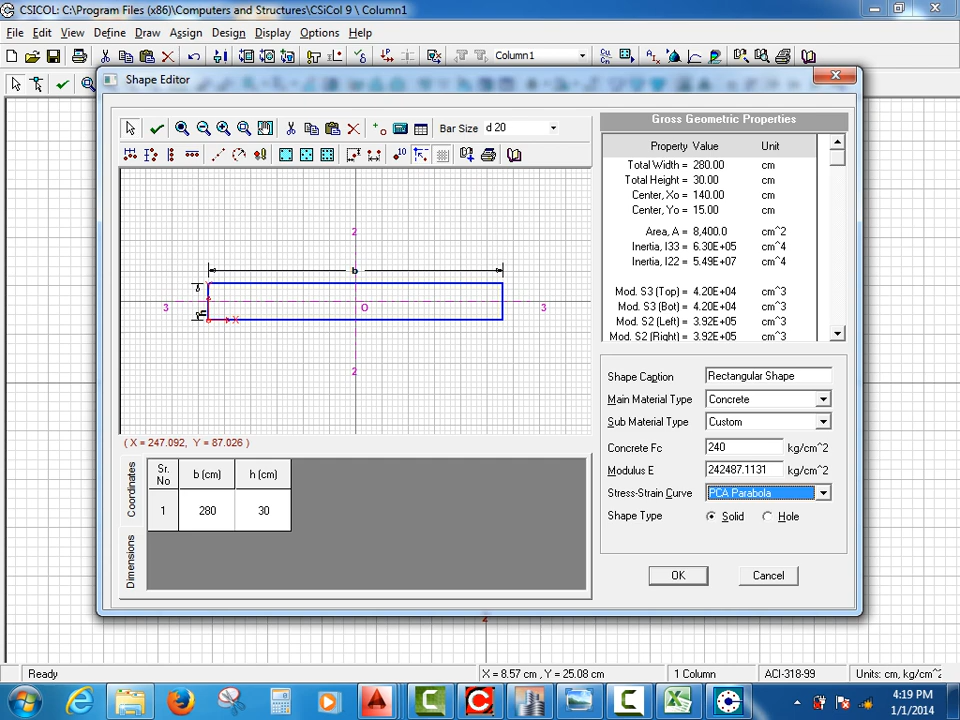 CSICOL: C:\Program Files (x86)\Computers and Structures\CSiCol 9 \ Column1
File Edit View Define Draw Assign Design Display Options Help
Column1
Shape Editor
Bar Size d 20
10
Gross Geometric Properties
Property Value Unit
Total Width = 280.00 cm
Total Height = 30.00 cm
Center, Xo = 140.00 cm
Center, Yo = 15.00 cm
Area, A = 8,400.0 cm^2
Inertia, I33 = 6.30E+05 cm^4
Inertia, I22 = 5.49E+07 cm^4
Mod. S3 (Top) = 4.20E+04 cm^3
Mod. S3 (Bot) = 4.20E+04 cm^3
Mod. S2 (Left) = 3.92E+05 cm^3
Mod. S2 (Right) = 3.92E+05 cm^3
2
b
3 h X O 3
2
( X = 247.092, Y = 87.026 )
Coordinates
Dimensions
Sr. No b (cm) h (cm)
1 280 30
Shape Caption Rectangular Shape
Main Material Type Concrete
Sub Material Type Custom
Concrete Fc 240 kg/cm^2
Modulus E 242487.1131 kg/cm^2
Stress-Strain Curve PCA Parabola
Shape Type Solid Hole
OK Cancel
2
Ready X = 8.57 cm , Y = 25.08 cm 1 Column ACI-318-99 Units: cm, kg/cm^2
4:19 PM
1/1/2014